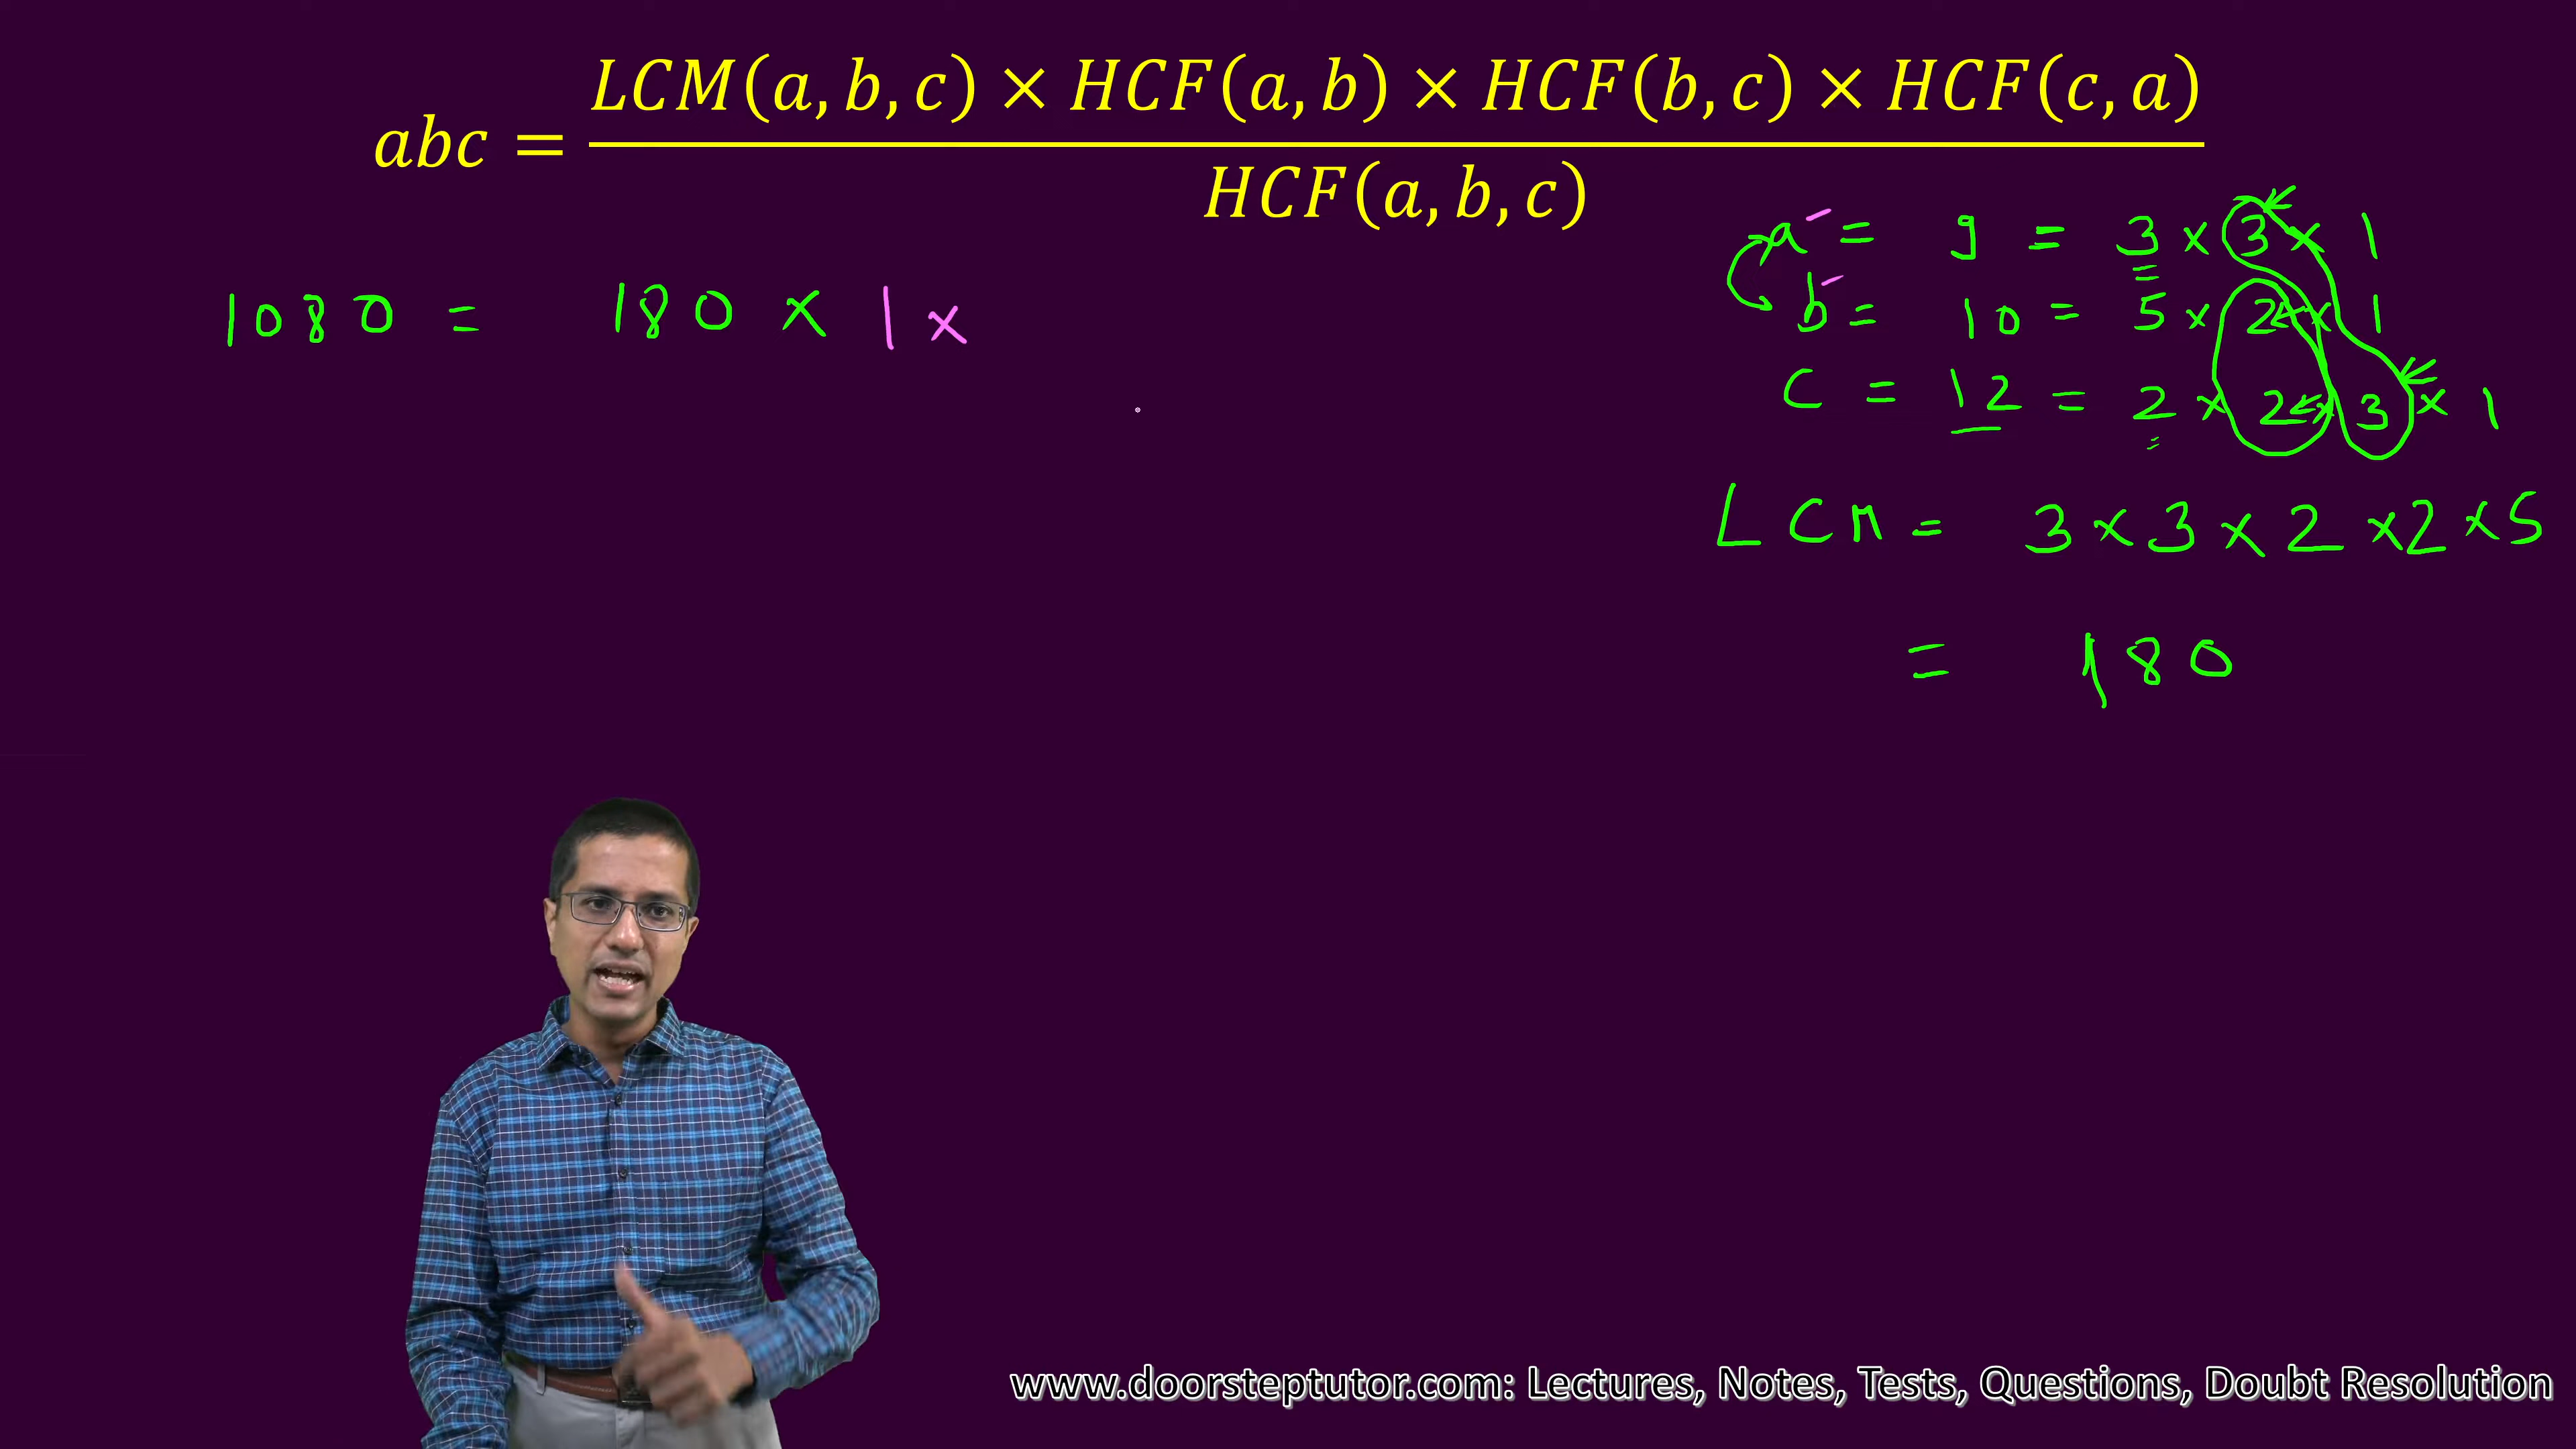 abc = LCM(a, b, c) × HCF(a, b) × HCF(b, c) × HCF(c, a) / HCF(a, b, c)
1080 = 180 × 1 ×
a = 9 = 3 × 3 × 1
b = 10 = 5 × 2 × 1
C = 12 = 2 × 2 × 3 × 1
LCM = 3 × 3 × 2 × 2 × 5
= 180
www.doorsteptutor.com: Lectures, Notes, Tests, Questions, Doubt Resolution